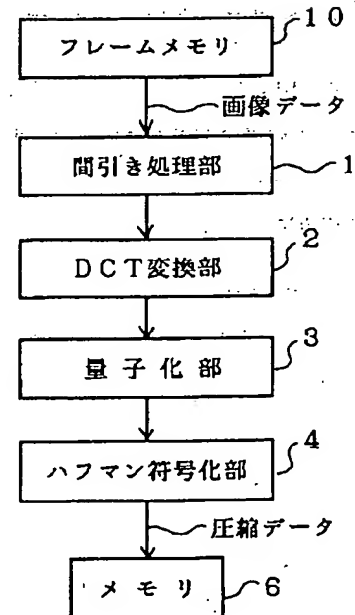 10
フレームメモリ
画像データ
間引き処理部
1
2
DCT変換部
3
量子化部
4
ハフマン符号化部
圧縮データ
メモリ
6